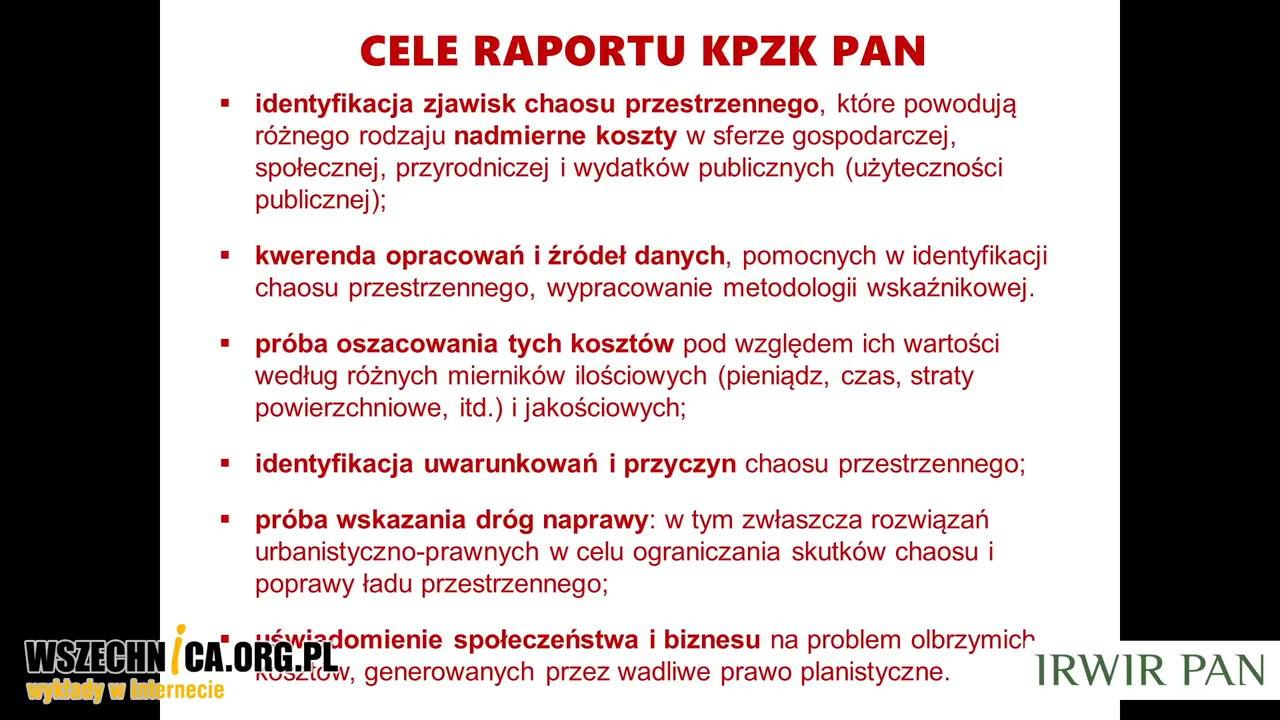 CELE RAPORTU KPZK PAN
▪ identyfikacja zjawisk chaosu przestrzennego, które powodują
różnego rodzaju nadmierne koszty w sferze gospodarczej,
społecznej, przyrodniczej i wydatków publicznych (użyteczności
publicznej);
▪ kwerenda opracowań i źródeł danych, pomocnych w identyfikacji
chaosu przestrzennego, wypracowanie metodologii wskaźnikowej.
▪ próba oszacowania tych kosztów pod względem ich wartości
według różnych mierników ilościowych (pieniądz, czas, straty
powierzchniowe, itd.) i jakościowych;
▪ identyfikacja uwarunkowań i przyczyn chaosu przestrzennego;
▪ próba wskazania dróg naprawy: w tym zwłaszcza rozwiązań
urbanistyczno-prawnych w celu ograniczania skutków chaosu i
poprawy ładu przestrzennego;
▪ uświadomienie społeczeństwa i biznesu na problem olbrzymich
kosztów, generowanych przez wadliwe prawo planistyczne.
WSZECHNiCA.ORG.PL
wykłady w internecie
IRWIR PAN